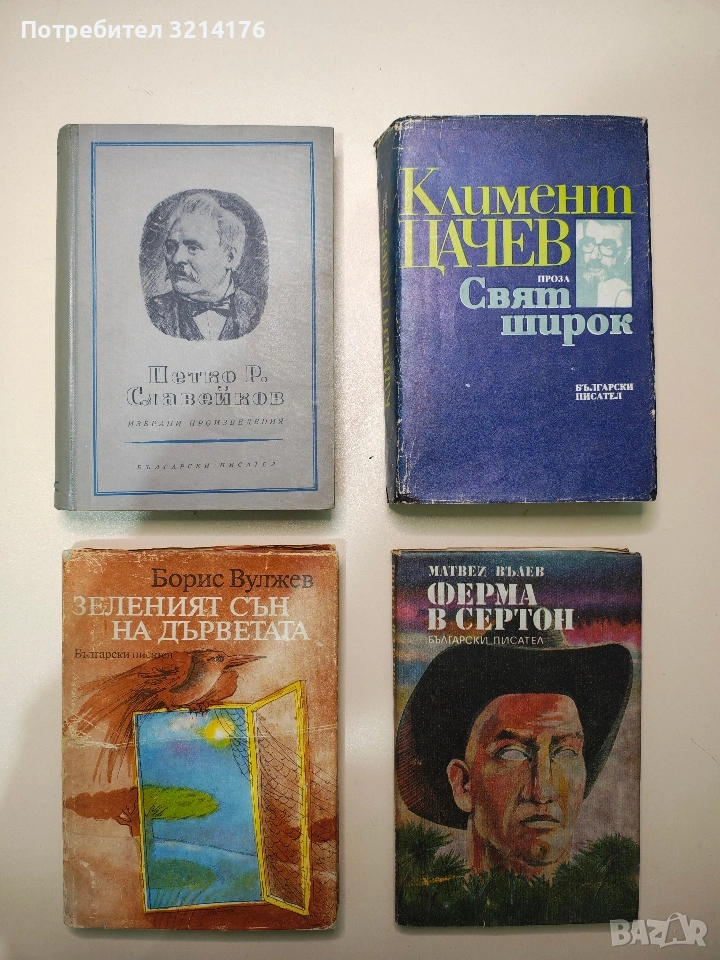 Потребител 3214176
Петко Р.
Славейков
ИЗБРАНИ ПРОИЗВЕДЕНИЯ
БЪЛГАРСКИ ПИСАТЕЛ
Климент
ЦАЧЕВ
ПРОЗА
Свят
широк
БЪЛГАРСКИ
ПИСАТЕЛ
Борис Вулжев
ЗЕЛЕНИЯТ СЪН
НА ДЪРВЕТАТА
Български писател
МАТВЕЙ ВЪЛЕВ
ФЕРМА
В СЕРТОН
БЪЛГАРСКИ ПИСАТЕЛ
BAZAR